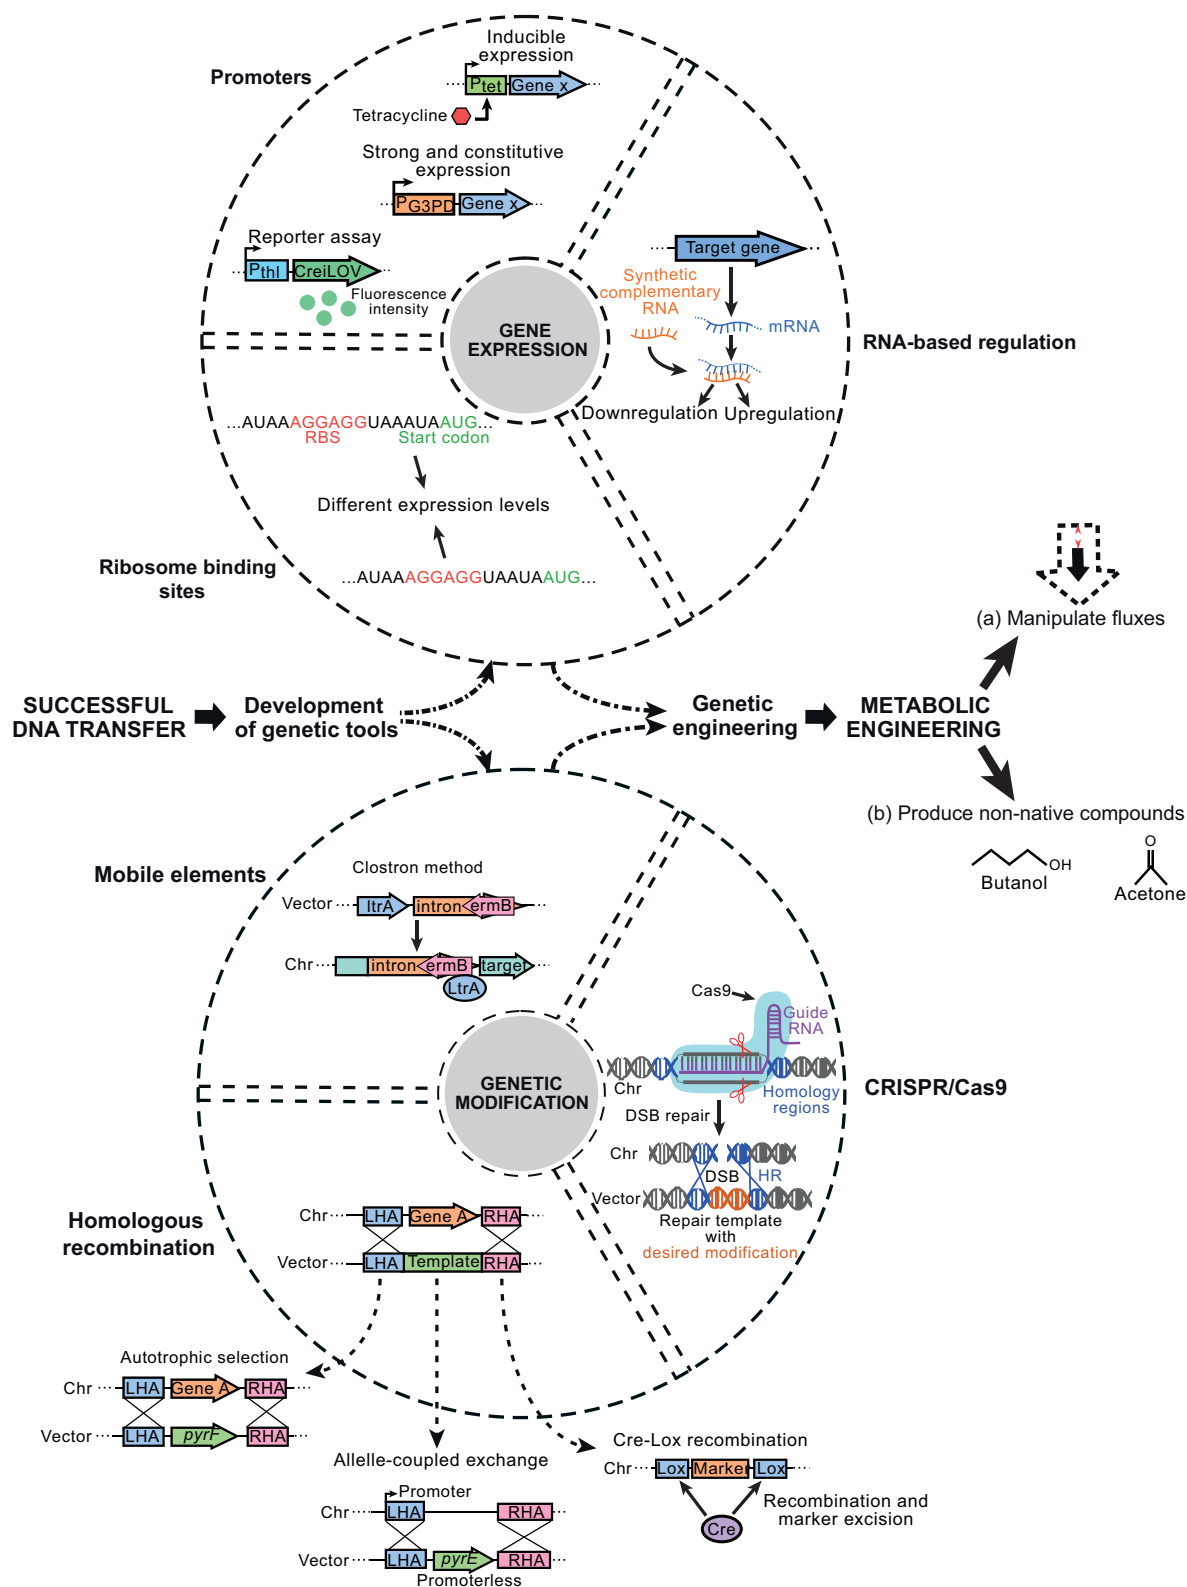 Promoters
Inducible
expression
Ptet
Gene x
Tetracycline
Strong and constitutive
expression
PG3PD
Gene x
Reporter assay
Pthl
CreiLOV
Fluorescence
intensity
GENE
EXPRESSION
Target gene
Synthetic
complementary
RNA
mRNA
Downregulation
Upregulation
RNA-based regulation
...AUAAAGGAGGUAAAUAAUG...
RBS
Start codon
Different expression levels
...AUAAAGGAGGUAAUAAUG...
Ribosome binding
sites
SUCCESSFUL
DNA TRANSFER
Development
of genetic tools
Genetic
engineering
METABOLIC
ENGINEERING
(a) Manipulate fluxes
(b) Produce non-native compounds
OH
Butanol
O
Acetone
Mobile elements
Clostron method
Vector
ltrA
intron
ermB
Chr
intron
ermB
target
LtrA
GENETIC
MODIFICATION
Cas9
Guide
RNA
Chr
Homology
regions
DSB repair
Chr
DSB
HR
Vector
Repair template
with
desired modification
CRISPR/Cas9
Homologous
recombination
Chr
LHA
Gene A
RHA
Vector
LHA
Template
RHA
Autotrophic selection
Chr
LHA
Gene A
RHA
Vector
LHA
pyrF
RHA
Allele-coupled exchange
Promoter
Chr
LHA
RHA
Vector
LHA
pyrE
RHA
Promoterless
Cre-Lox recombination
Chr
Lox
Marker
Lox
Cre
Recombination and
marker excision